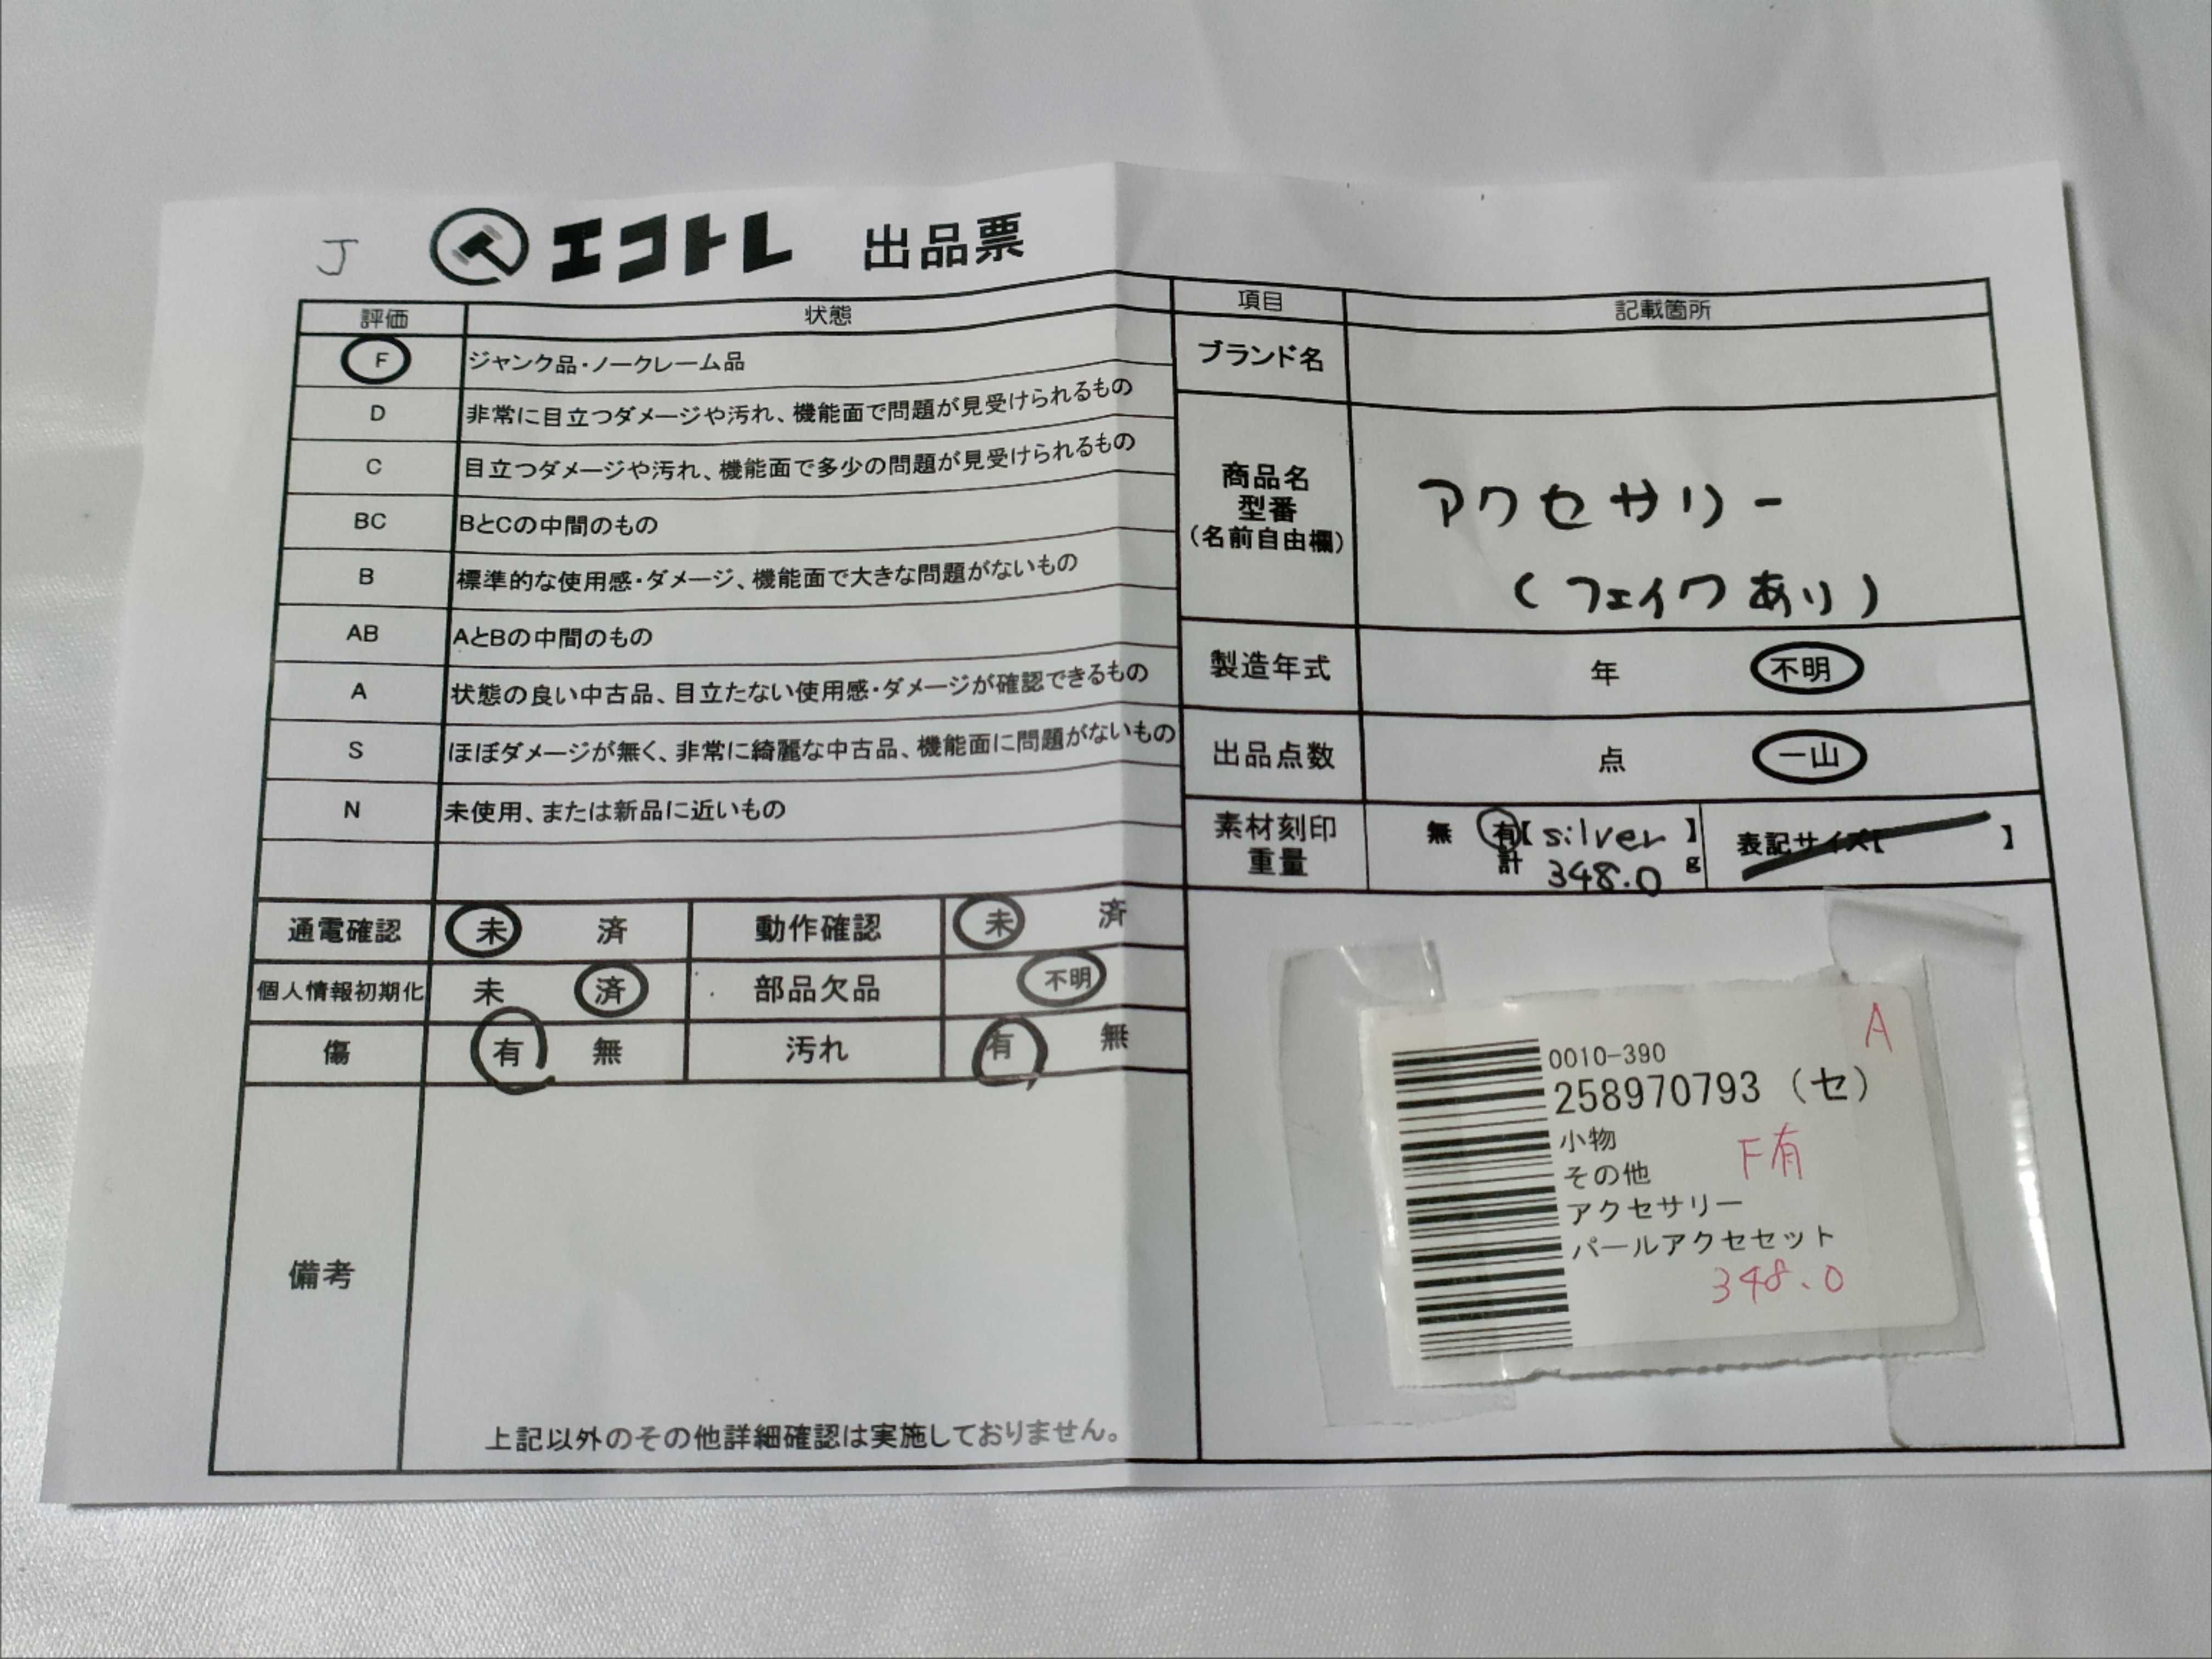 J エコトレ 出品票
評価 状態
F ジャンク品・ノークレーム品
D 非常に目立つダメージや汚れ、機能面で問題が見受けられるもの
C 目立つダメージや汚れ、機能面で多少の問題が見受けられるもの
BC BとCの中間のもの
B 標準的な使用感・ダメージ、機能面で大きな問題がないもの
AB AとBの中間のもの
A 状態の良い中古品、目立たない使用感・ダメージが確認できるもの
S ほぼダメージが無く、非常に綺麗な中古品、機能面に問題がないもの
N 未使用、または新品に近いもの
通電確認 未 済 動作確認 未 済
個人情報初期化 未 済 部品欠品 不明
傷 有 無 汚れ 有 無
備考
上記以外のその他詳細確認は実施しておりません。
項目 記載箇所
ブランド名
商品名
型番
(名前自由欄)
アクセサリー
(フェイクあり)
製造年式 年 不明
出品点数 点 一山
素材刻印 無 有【silver】 表記サイズ【 】
重量 計 348.0 g
A
0010-390
258970793 (セ)
小物
その他 F有
アクセサリー
パールアクセセット
348.0